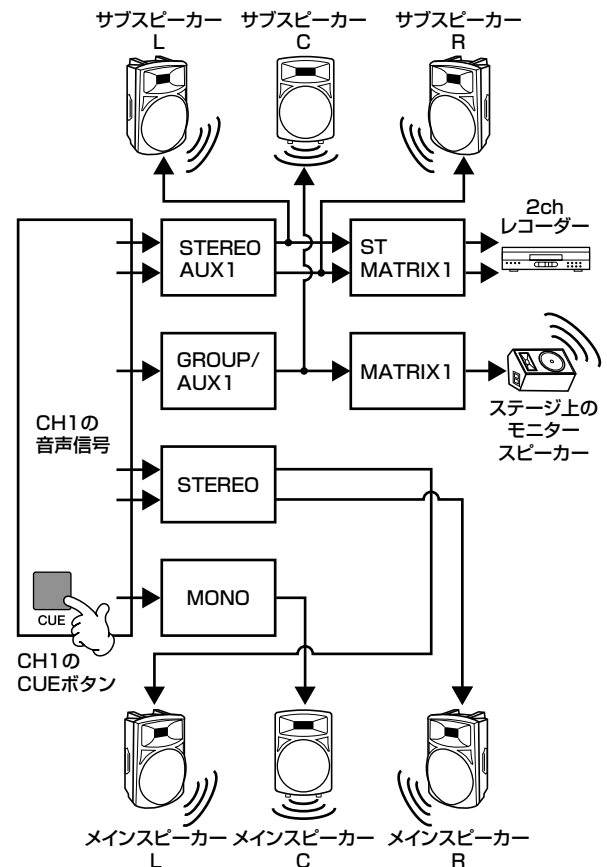 サブスピーカー
L
サブスピーカー
C
サブスピーカー
R
2ch
レコーダー
STEREO
AUX1
ST
MATRIX1
GROUP/
AUX1
MATRIX1
ステージ上の
モニター
スピーカー
CH1の
音声信号
STEREO
MONO
CUE
CH1の
CUEボタン
メインスピーカー
L
メインスピーカー
C
メインスピーカー
R